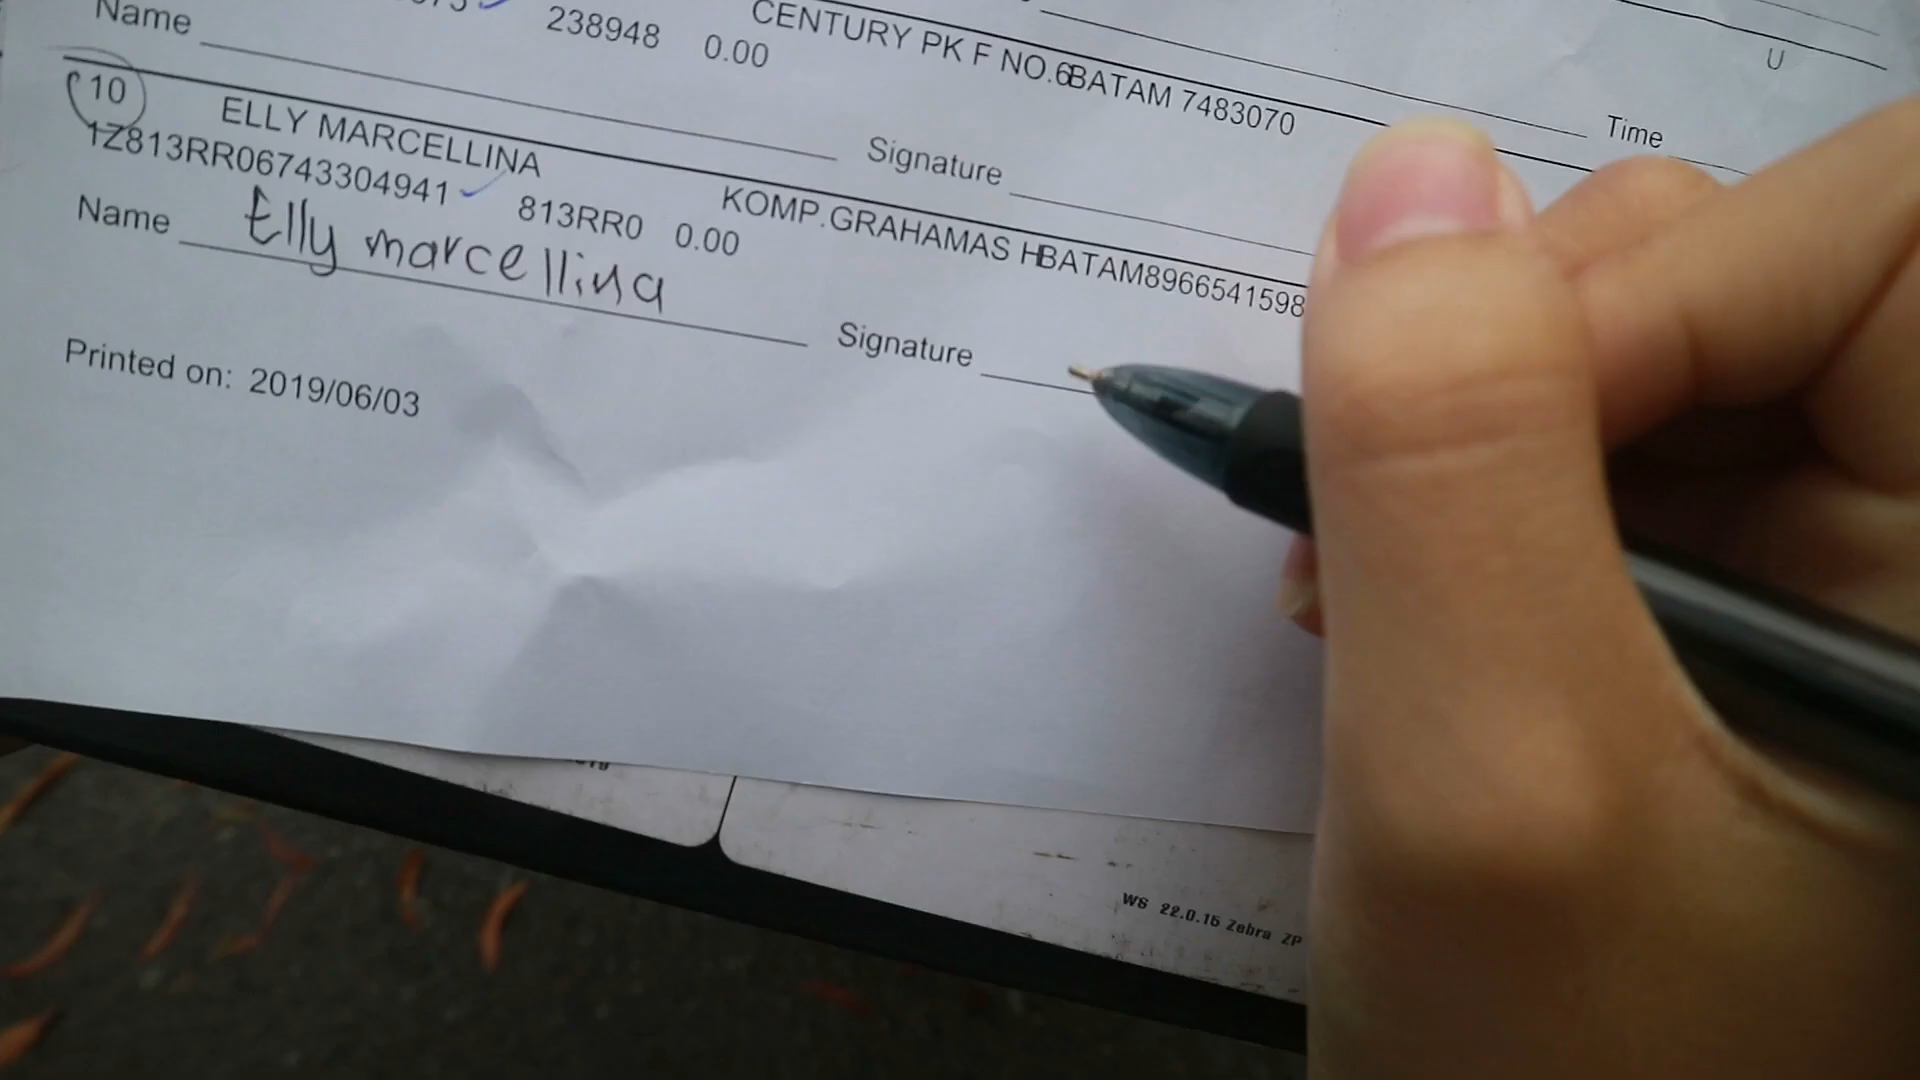 Name
238948 0.00
CENTURY PK F NO.6BATAM 7483070
Signature
Time
U
10 ELLY MARCELLINA
1Z813RR06743304941 813RR0 0.00
KOMP.GRAHAMAS HBATAM8966541598
Name Elly marcellina
Signature
Printed on: 2019/06/03
WS 22.0.15 Zebra ZP